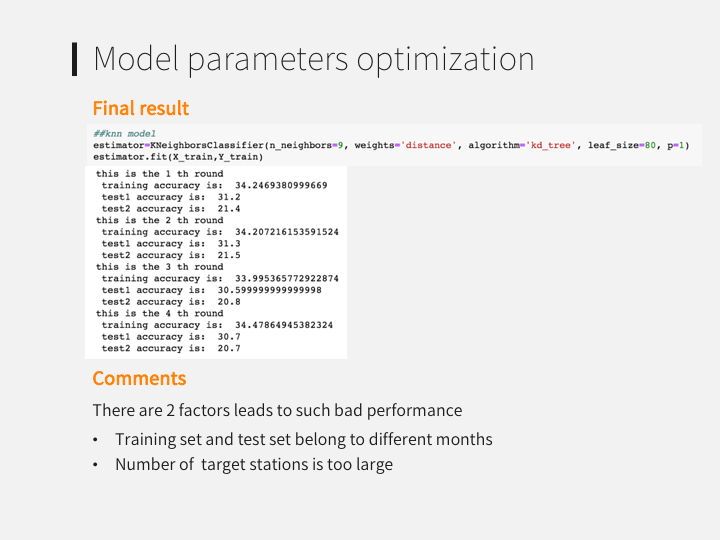 Model parameters optimization
Final result
##knn model
estimator=KNeighborsClassifier(n_neighbors=9, weights='distance', algorithm='kd_tree', leaf_size=80, p=1)
estimator.fit(X_train,Y_train)
this is the 1 th round
training accuracy is: 34.2469380999669
test1 accuracy is: 31.2
test2 accuracy is: 21.4
this is the 2 th round
training accuracy is: 34.207216153591524
test1 accuracy is: 31.3
test2 accuracy is: 21.5
this is the 3 th round
training accuracy is: 33.995365772922874
test1 accuracy is: 30.599999999999998
test2 accuracy is: 20.8
this is the 4 th round
training accuracy is: 34.47864945382324
test1 accuracy is: 30.7
test2 accuracy is: 20.7
Comments
There are 2 factors leads to such bad performance
• Training set and test set belong to different months
• Number of target stations is too large